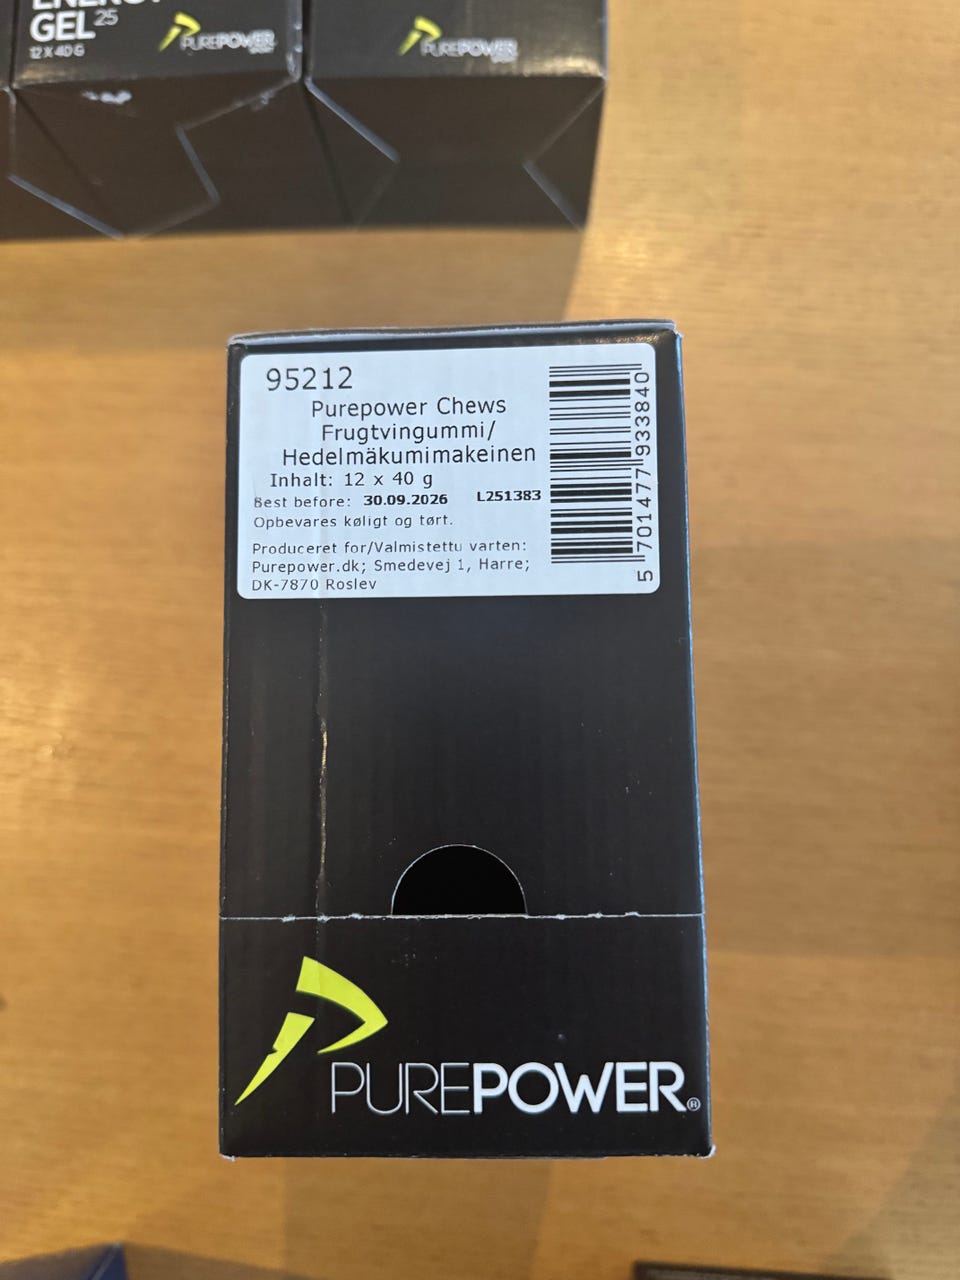 GEL 25
12 X 40 G
PUREPOWER
PUREPOWER
95212
Purepower Chews
Frugtvingummi/
Hedelmäkumimakeinen
Inhalt: 12 x 40 g
Best before: 30.09.2026 L251383
Opbevares køligt og tørt.
Produceret for/Valmistettu varten:
Purepower.dk; Smedevej 1, Harre;
DK-7870 Roslev
5 701477 933840
PUREPOWER®